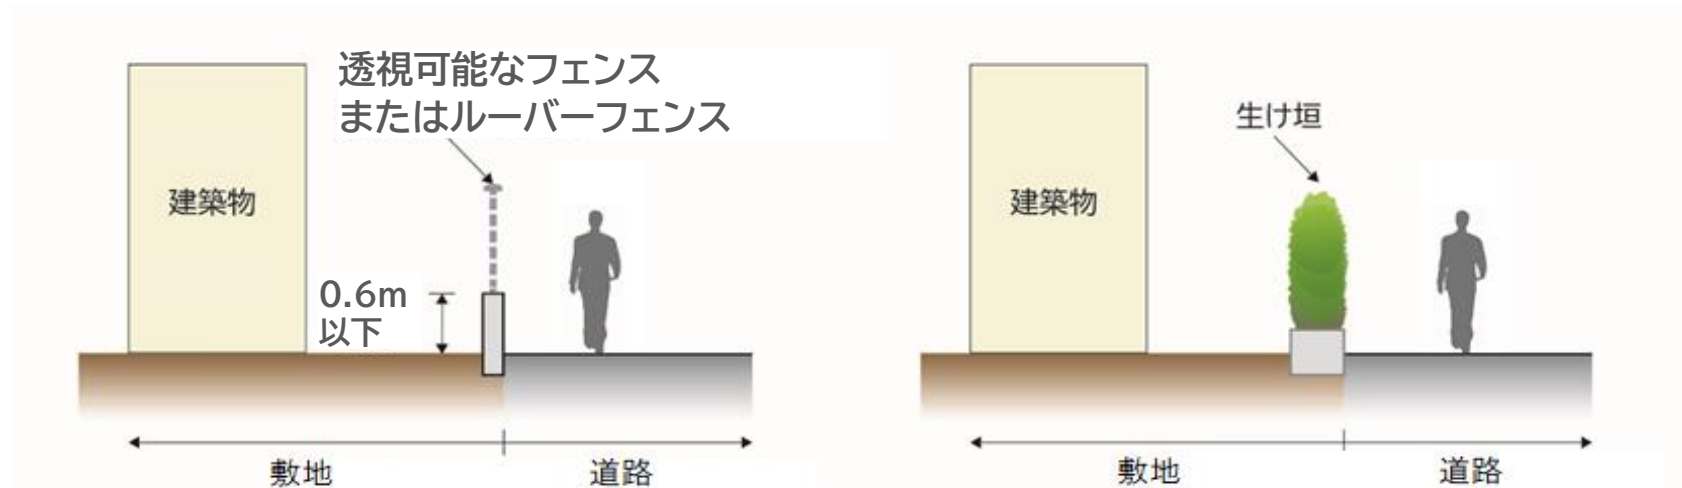 透視可能なフェンス
またはルーバーフェンス
建築物
0.6m
以下
敷地
道路
生け垣
建築物
敷地
道路